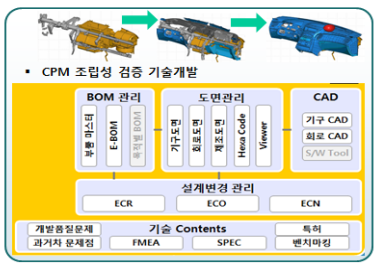 ▪ CPM 조립성 검증 기술개발
BOM 관리
부품 마스터
E-BOM
목적별 BOM
도면관리
기구도면
회로도면
제조도면
Hexa Code
Viewer
CAD
기구 CAD
회로 CAD
S/W Tool
설계변경 관리
ECR
ECO
ECN
개발품질문제
기술 Contents
특허
과거차 문제점
FMEA
SPEC
벤치마킹